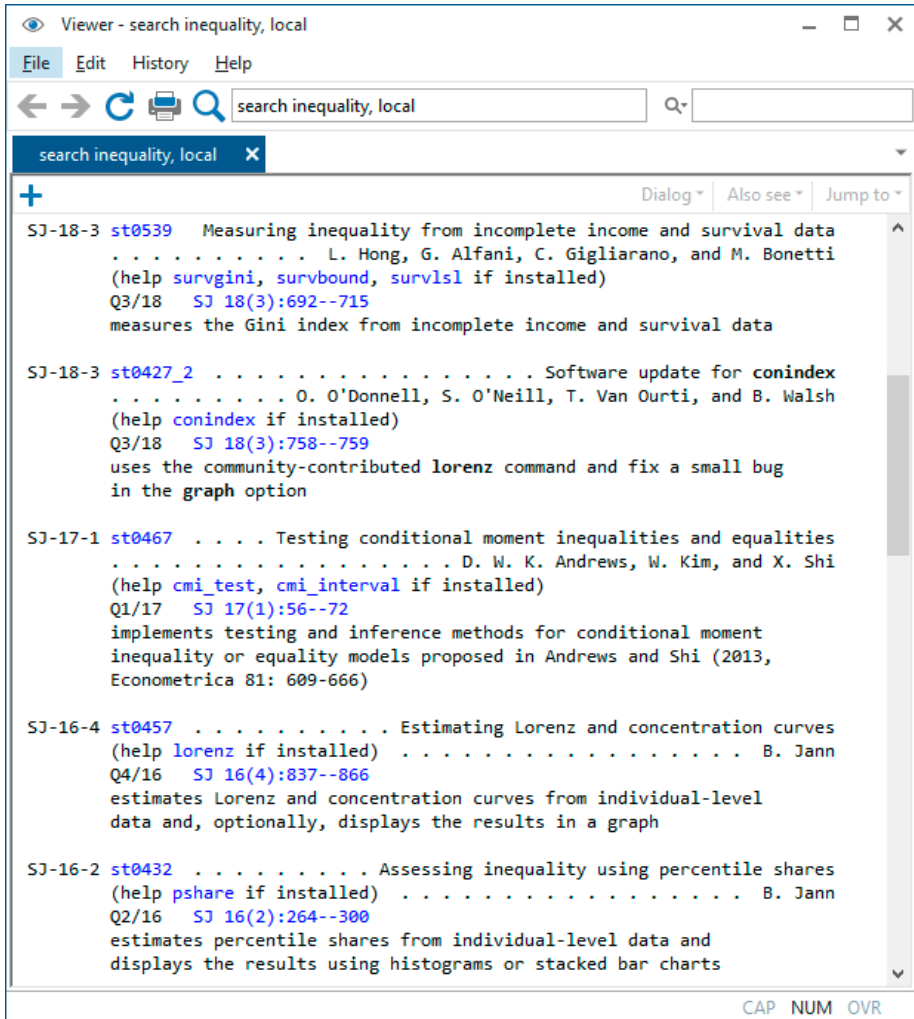 Viewer - search inequality, local
File Edit History Help
search inequality, local
search inequality, local
Dialog Also see Jump to
SJ-18-3 st0539 Measuring inequality from incomplete income and survival data
. . . . . . . . . . L. Hong, G. Alfani, C. Gigliarano, and M. Bonetti
(help survgini, survbound, survlsl if installed)
Q3/18 SJ 18(3):692--715
measures the Gini index from incomplete income and survival data
SJ-18-3 st0427_2 . . . . . . . . . . . . . . . . Software update for conindex
. . . . . . . . . O. O'Donnell, S. O'Neill, T. Van Ourti, and B. Walsh
(help conindex if installed)
Q3/18 SJ 18(3):758--759
uses the community-contributed lorenz command and fix a small bug
in the graph option
SJ-17-1 st0467 . . . . Testing conditional moment inequalities and equalities
. . . . . . . . . . . . . . . . . D. W. K. Andrews, W. Kim, and X. Shi
(help cmi_test, cmi_interval if installed)
Q1/17 SJ 17(1):56--72
implements testing and inference methods for conditional moment
inequality or equality models proposed in Andrews and Shi (2013,
Econometrica 81: 609-666)
SJ-16-4 st0457 . . . . . . . . . . Estimating Lorenz and concentration curves
(help lorenz if installed) . . . . . . . . . . . . . . . . . B. Jann
Q4/16 SJ 16(4):837--866
estimates Lorenz and concentration curves from individual-level
data and, optionally, displays the results in a graph
SJ-16-2 st0432 . . . . . . . . . Assessing inequality using percentile shares
(help pshare if installed) . . . . . . . . . . . . . . . . . B. Jann
Q2/16 SJ 16(2):264--300
estimates percentile shares from individual-level data and
displays the results using histograms or stacked bar charts
CAP NUM OVR